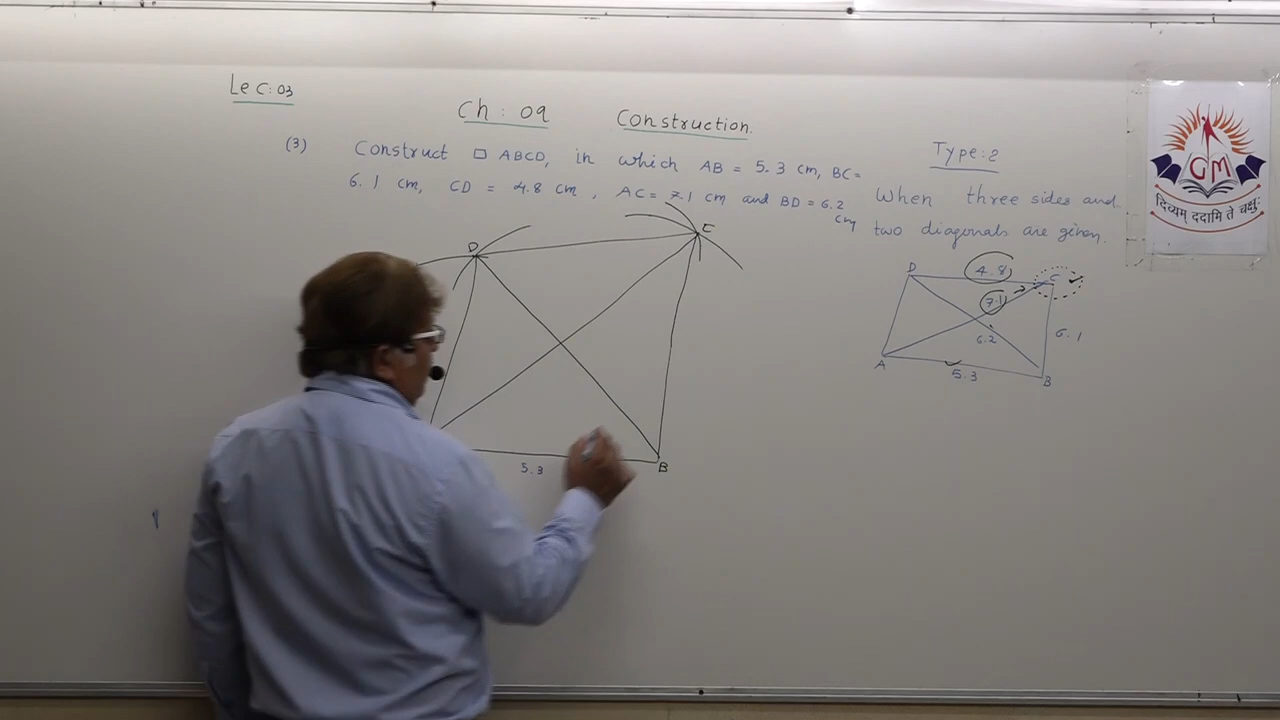 Lec: 03
Ch: 09 Construction.
(3) Construct □ ABCD, in which AB = 5.3 cm, BC=
6.1 cm, CD = 4.8 cm, AC = 7.1 cm and BD = 6.2
cm
Type: 2
When three sides and
two diagonals are given.
D 4.8 C
7.1
6.2 6.1
A 5.3 B
D C
5.3 B
GM
दिव्यम् ददामि ते चक्षुः